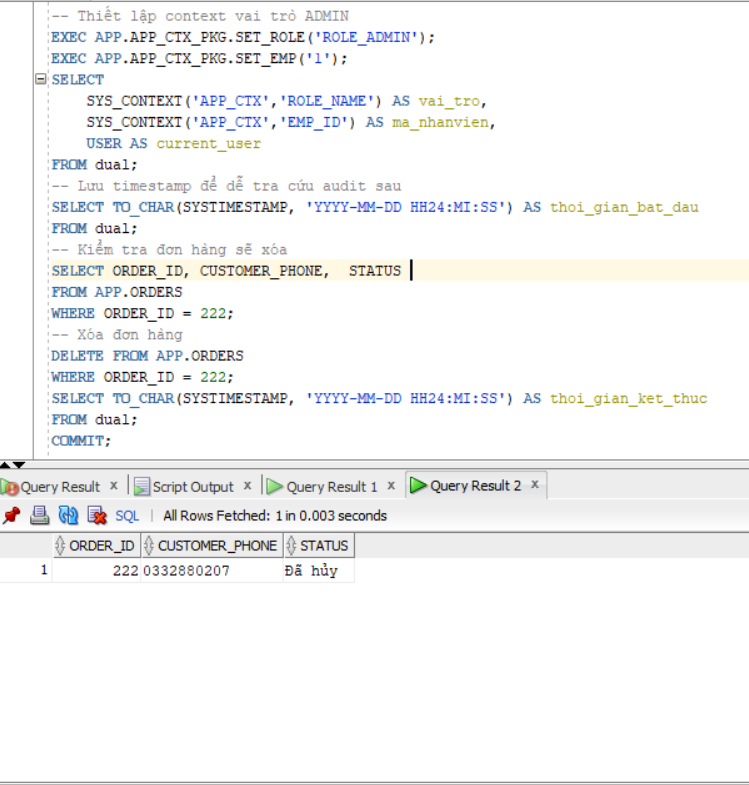 -- Thiết lập context vai trò ADMIN
EXEC APP.APP_CTX_PKG.SET_ROLE('ROLE_ADMIN');
EXEC APP.APP_CTX_PKG.SET_EMP('1');
SELECT
SYS_CONTEXT('APP_CTX','ROLE_NAME') AS vai_tro,
SYS_CONTEXT('APP_CTX','EMP_ID') AS ma_nhanvien,
USER AS current_user
FROM dual;
-- Lưu timestamp để dễ tra cứu audit sau
SELECT TO_CHAR(SYSTIMESTAMP, 'YYYY-MM-DD HH24:MI:SS') AS thoi_gian_bat_dau
FROM dual;
-- Kiểm tra đơn hàng sẽ xóa
SELECT ORDER_ID, CUSTOMER_PHONE,  STATUS
FROM APP.ORDERS
WHERE ORDER_ID = 222;
-- Xóa đơn hàng
DELETE FROM APP.ORDERS
WHERE ORDER_ID = 222;
SELECT TO_CHAR(SYSTIMESTAMP, 'YYYY-MM-DD HH24:MI:SS') AS thoi_gian_ket_thuc
FROM dual;
COMMIT;
Query Result x Script Output x Query Result 1 x Query Result 2 x
SQL | All Rows Fetched: 1 in 0.003 seconds
ORDER_ID CUSTOMER_PHONE STATUS
1 222 0332880207 Đã hủy